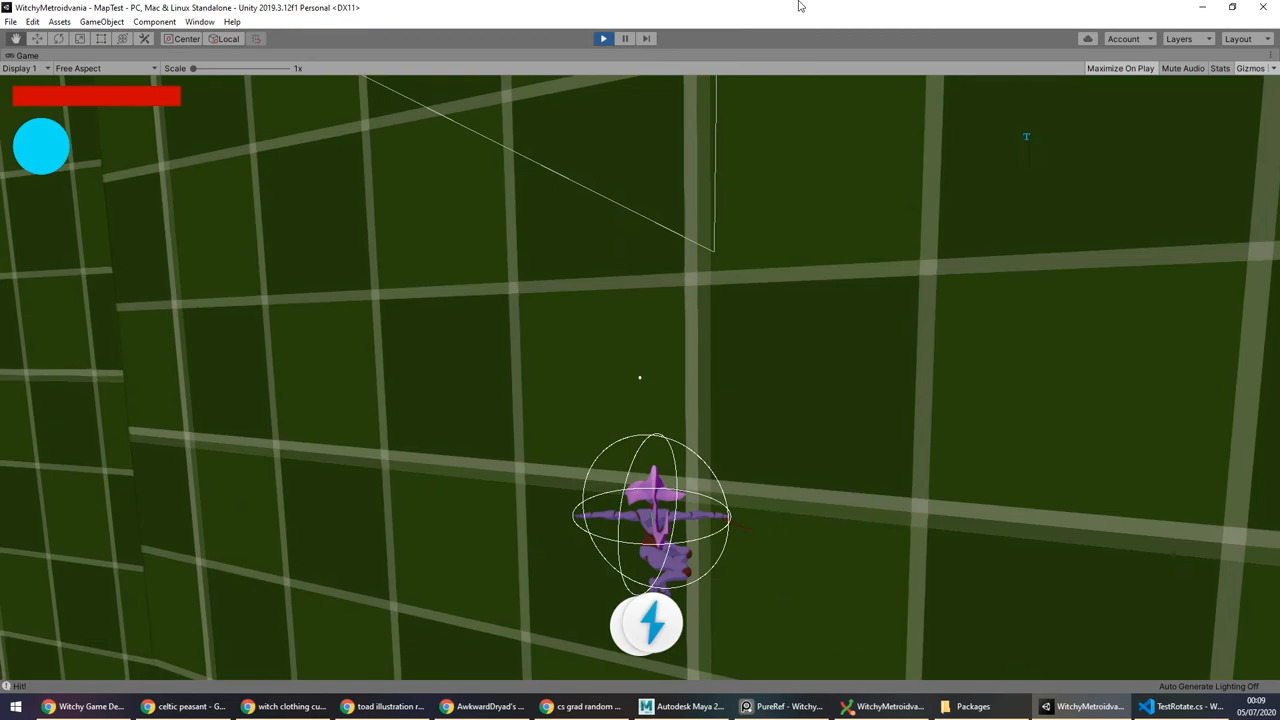 WitchyMetroidvania - MapTest - PC, Mac & Linux Standalone - Unity 2019.3.12f1 Personal <DX11>
File Edit Assets GameObject Component Window Help
Center Local Account Layers Layout
Game
Display 1 Free Aspect Scale 1x Maximize On Play Mute Audio Stats Gizmos
T
Hit! Auto Generate Lighting Off
Witchy Game De... celtic peasant - G... witch clothing cu... toad illustration r... AwkwardDryad's ... cs grad random ... Autodesk Maya 2... PureRef - Witchy... WitchyMetroidva... Packages WitchyMetroidva... TestRotate.cs - W...
00:09
05/07/2020